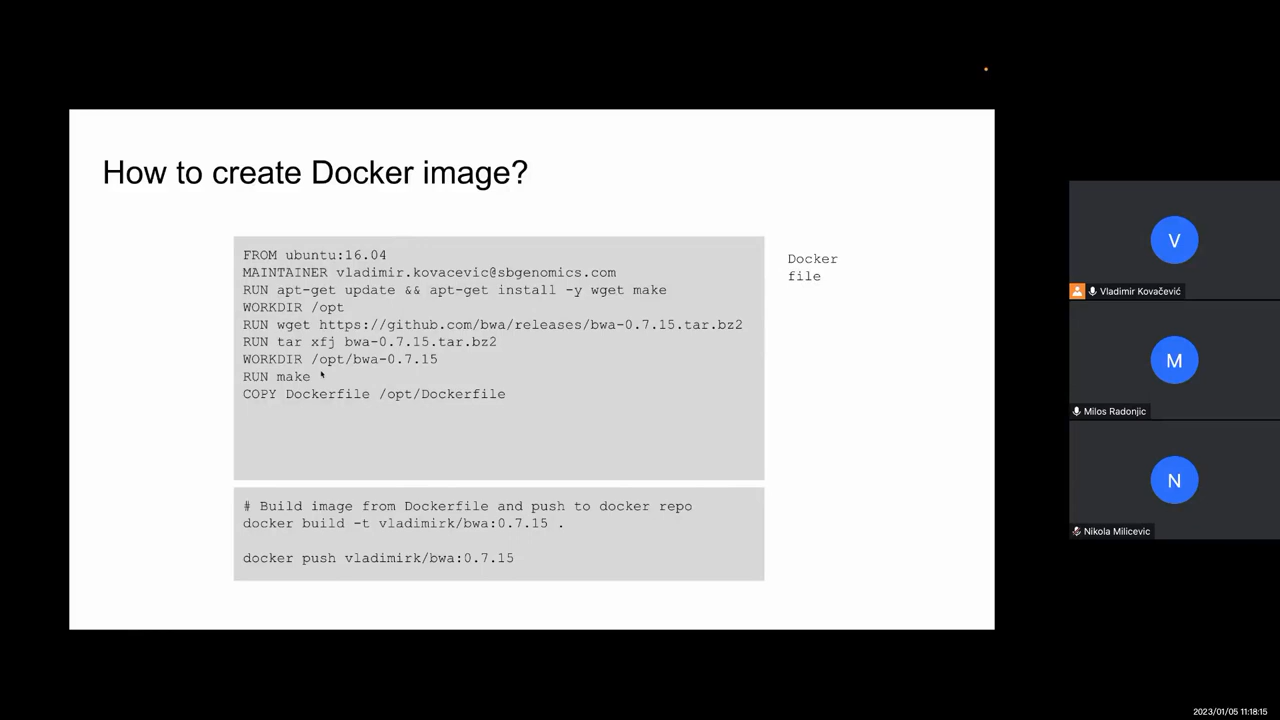 How to create Docker image?
FROM ubuntu:16.04
MAINTAINER vladimir.kovacevic@sbgenomics.com
RUN apt-get update && apt-get install -y wget make
WORKDIR /opt
RUN wget https://github.com/bwa/releases/bwa-0.7.15.tar.bz2
RUN tar xfj bwa-0.7.15.tar.bz2
WORKDIR /opt/bwa-0.7.15
RUN make
COPY Dockerfile /opt/Dockerfile
Docker
file
# Build image from Dockerfile and push to docker repo
docker build -t vladimirk/bwa:0.7.15 .
docker push vladimirk/bwa:0.7.15
V
Vladimir Kovačević
M
Milos Radonjic
N
Nikola Milicevic
2023/01/05 11:18:15